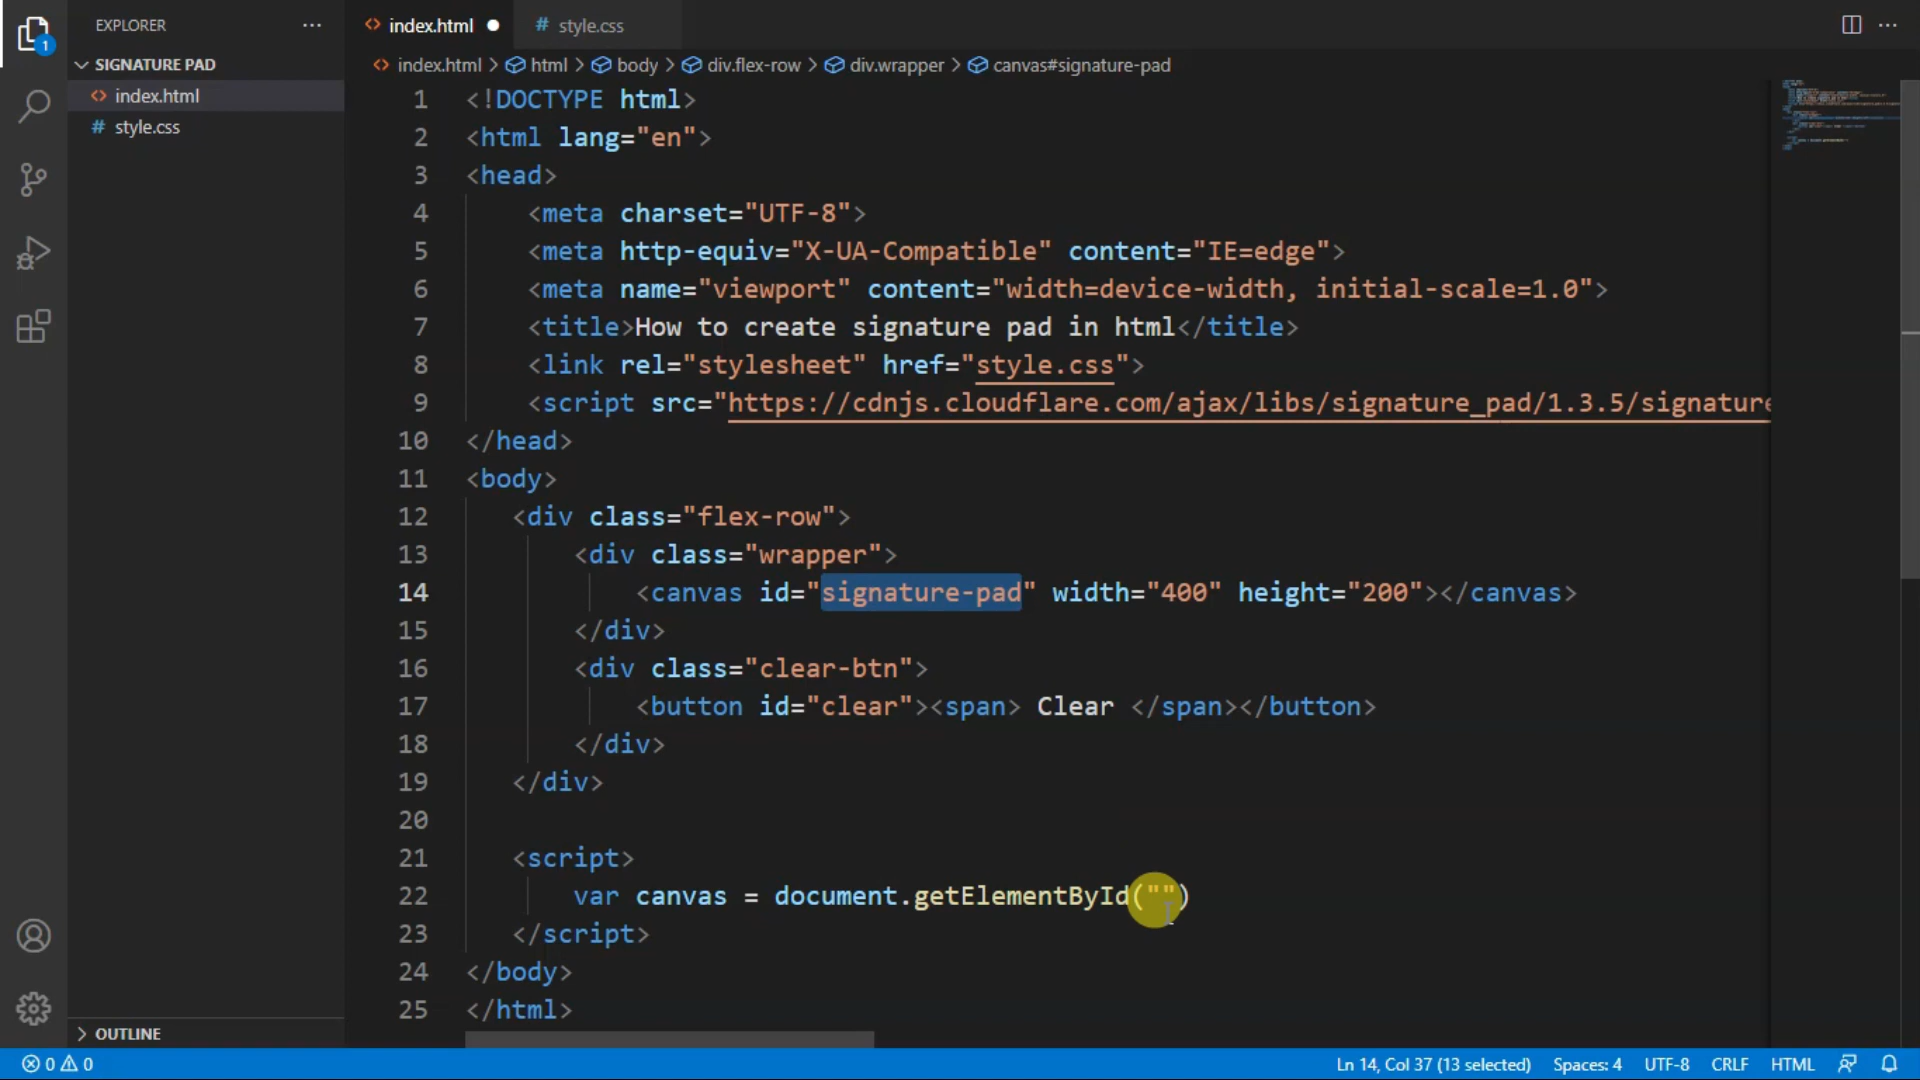 EXPLORER
SIGNATURE PAD
index.html
style.css
OUTLINE
1
index.html
style.css
index.html > html > body > div.flex-row > div.wrapper > canvas#signature-pad
1 <!DOCTYPE html>
2 <html lang="en">
3 <head>
4 <meta charset="UTF-8">
5 <meta http-equiv="X-UA-Compatible" content="IE=edge">
6 <meta name="viewport" content="width=device-width, initial-scale=1.0">
7 <title>How to create signature pad in html</title>
8 <link rel="stylesheet" href="style.css">
9 <script src="https://cdnjs.cloudflare.com/ajax/libs/signature_pad/1.3.5/signature
10 </head>
11 <body>
12 <div class="flex-row">
13 <div class="wrapper">
14 <canvas id="signature-pad" width="400" height="200"></canvas>
15 </div>
16 <div class="clear-btn">
17 <button id="clear"><span> Clear </span></button>
18 </div>
19 </div>
20
21 <script>
22 var canvas = document.getElementById("")
23 </script>
24 </body>
25 </html>
0 0
Ln 14, Col 37 (13 selected) Spaces: 4 UTF-8 CRLF HTML